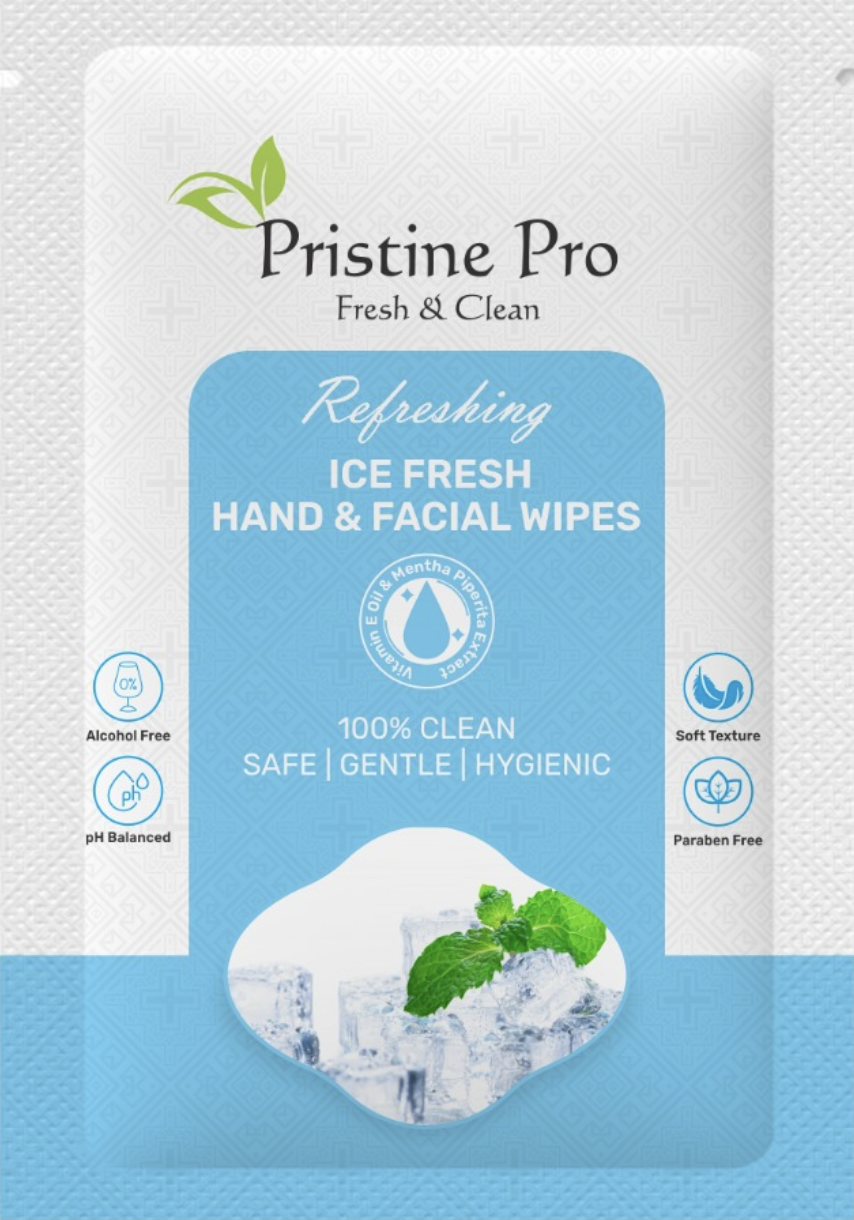 Pristine Pro
Fresh & Clean
Refreshing
ICE FRESH
HAND & FACIAL WIPES
Vitamin E Oil & Mentha Piperita Extract
0%
Alcohol Free
ph
pH Balanced
Soft Texture
Paraben Free
100% CLEAN
SAFE | GENTLE | HYGIENIC